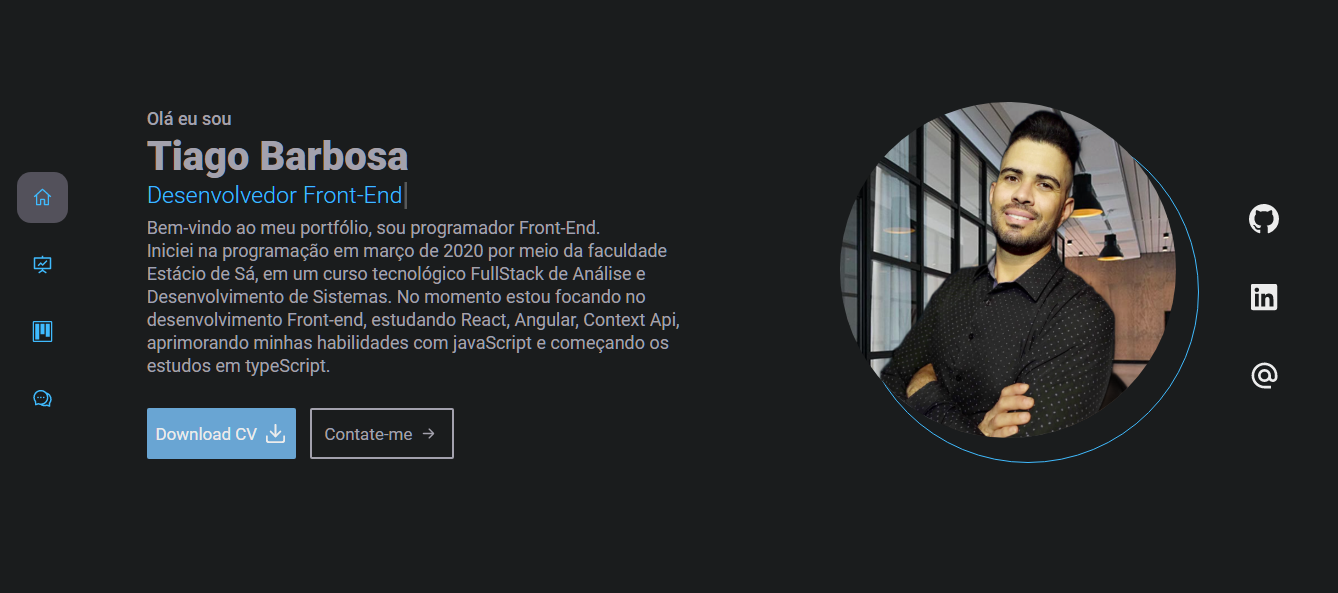 Olá eu sou
Tiago Barbosa
Desenvolvedor Front-End
Bem-vindo ao meu portfólio, sou programador Front-End.
Iniciei na programação em março de 2020 por meio da faculdade
Estácio de Sá, em um curso tecnológico FullStack de Análise e
Desenvolvimento de Sistemas. No momento estou focando no
desenvolvimento Front-end, estudando React, Angular, Context Api,
aprimorando minhas habilidades com javaScript e começando os
estudos em typeScript.
Download CV
Contate-me →